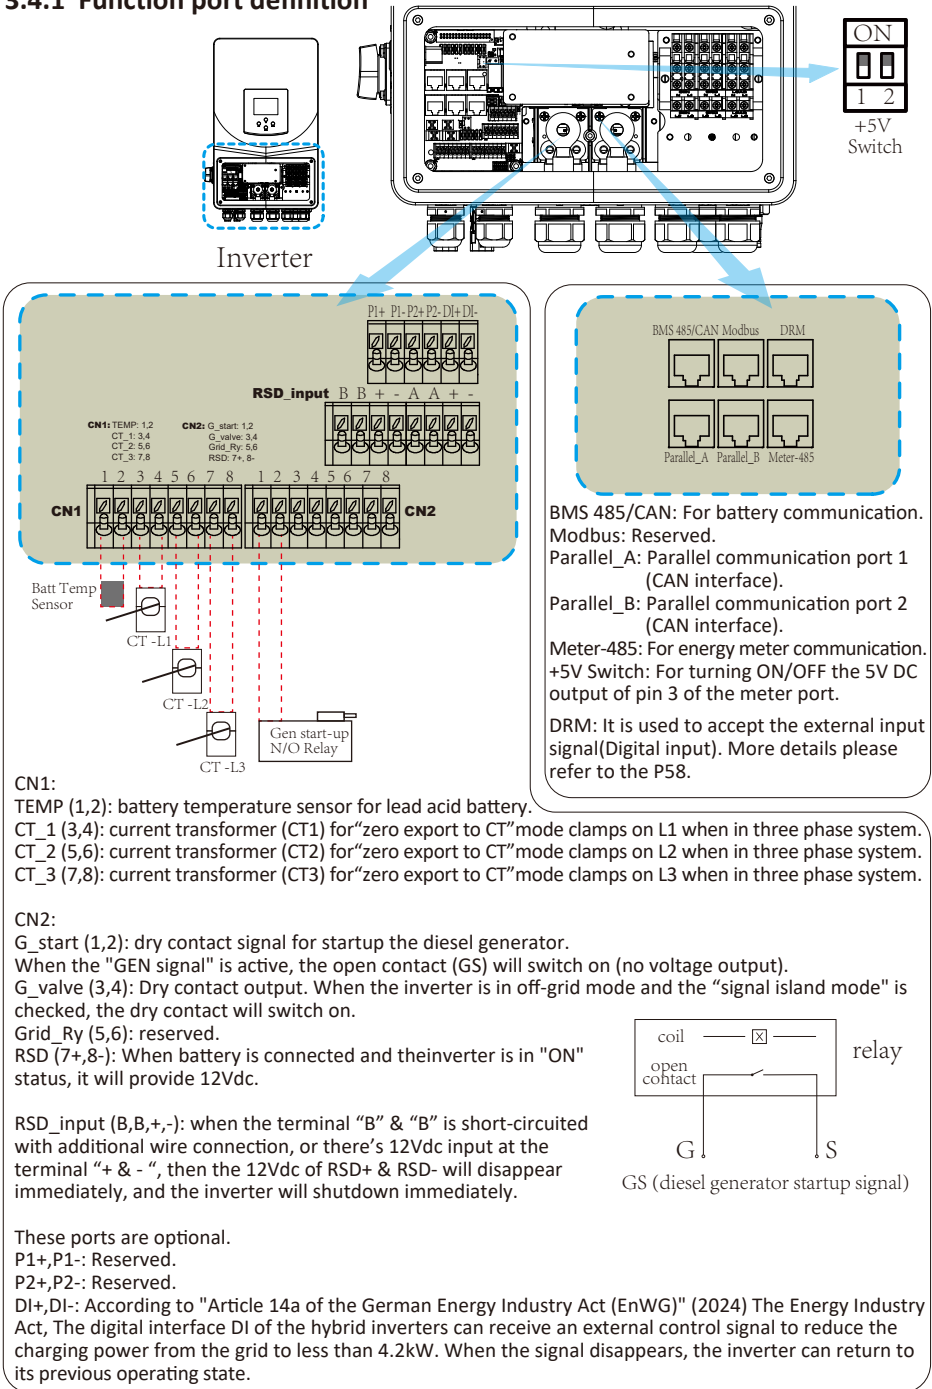 3.4.1 Function port definition
ON
1 2
+5V
Switch
Inverter
P1+ P1- P2+ P2- DI+ DI-
RSD_input B B + - A A + -
CN1: TEMP: 1,2
CT_1: 3,4
CT_2: 5,6
CT_3: 7,8
CN2: G_start: 1,2
G_valve: 3,4
Grid_Ry: 5,6
RSD: 7+, 8-
1 2 3 4 5 6 7 8 1 2 3 4 5 6 7 8
CN1 CN2
Batt Temp
Sensor
CT -L1
CT -L2
CT -L3
Gen start-up
N/O Relay
BMS 485/CAN Modbus DRM
Parallel_A Parallel_B Meter-485
BMS 485/CAN: For battery communication.
Modbus: Reserved.
Parallel_A: Parallel communication port 1
(CAN interface).
Parallel_B: Parallel communication port 2
(CAN interface).
Meter-485: For energy meter communication.
+5V Switch: For turning ON/OFF the 5V DC
output of pin 3 of the meter port.
DRM: It is used to accept the external input
signal(Digital input). More details please
refer to the P58.
CN1:
TEMP (1,2): battery temperature sensor for lead acid battery.
CT_1 (3,4): current transformer (CT1) for“zero export to CT”mode clamps on L1 when in three phase system.
CT_2 (5,6): current transformer (CT2) for“zero export to CT”mode clamps on L2 when in three phase system.
CT_3 (7,8): current transformer (CT3) for“zero export to CT”mode clamps on L3 when in three phase system.
CN2:
G_start (1,2): dry contact signal for startup the diesel generator.
When the "GEN signal" is active, the open contact (GS) will switch on (no voltage output).
G_valve (3,4): Dry contact output. When the inverter is in off-grid mode and the “signal island mode" is
checked, the dry contact will switch on.
Grid_Ry (5,6): reserved.
RSD (7+,8-): When battery is connected and theinverter is in "ON"
status, it will provide 12Vdc.
RSD_input (B,B,+,-): when the terminal “B” & “B” is short-circuited
with additional wire connection, or there’s 12Vdc input at the
terminal “+ & - “, then the 12Vdc of RSD+ & RSD- will disappear
immediately, and the inverter will shutdown immediately.
coil
open
contact
relay
G S
GS (diesel generator startup signal)
These ports are optional.
P1+,P1-: Reserved.
P2+,P2-: Reserved.
DI+,DI-: According to "Article 14a of the German Energy Industry Act (EnWG)" (2024) The Energy Industry
Act, The digital interface DI of the hybrid inverters can receive an external control signal to reduce the
charging power from the grid to less than 4.2kW. When the signal disappears, the inverter can return to
its previous operating state.